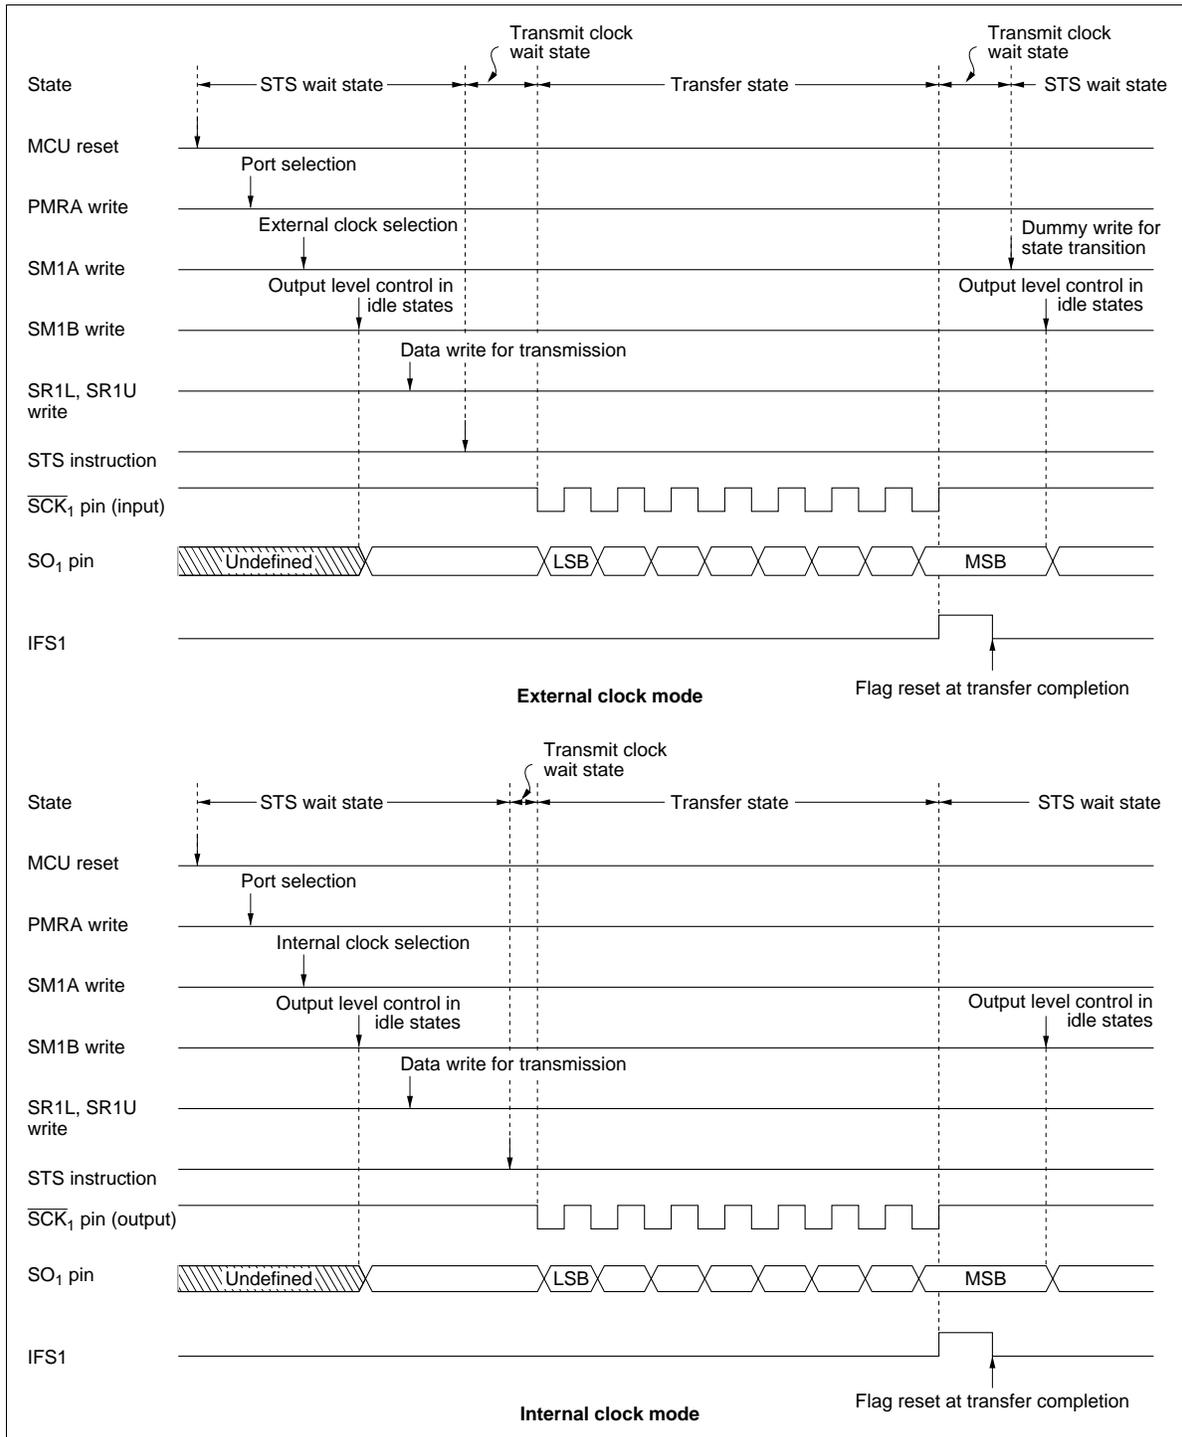 Transmit clock
wait state
Transmit clock
wait state
State
STS wait state
Transfer state
STS wait state
MCU reset
Port selection
PMRA write
External clock selection
Dummy write for
state transition
SM1A write
Output level control in
idle states
Output level control in
idle states
SM1B write
Data write for transmission
SR1L, SR1U
write
STS instruction
SCK1 pin (input)
SO1 pin
Undefined
LSB
MSB
IFS1
Flag reset at transfer completion
External clock mode
Transmit clock
wait state
State
STS wait state
Transfer state
STS wait state
MCU reset
Port selection
PMRA write
Internal clock selection
SM1A write
Output level control in
idle states
Output level control in
idle states
SM1B write
Data write for transmission
SR1L, SR1U
write
STS instruction
SCK1 pin (output)
SO1 pin
Undefined
LSB
MSB
IFS1
Flag reset at transfer completion
Internal clock mode